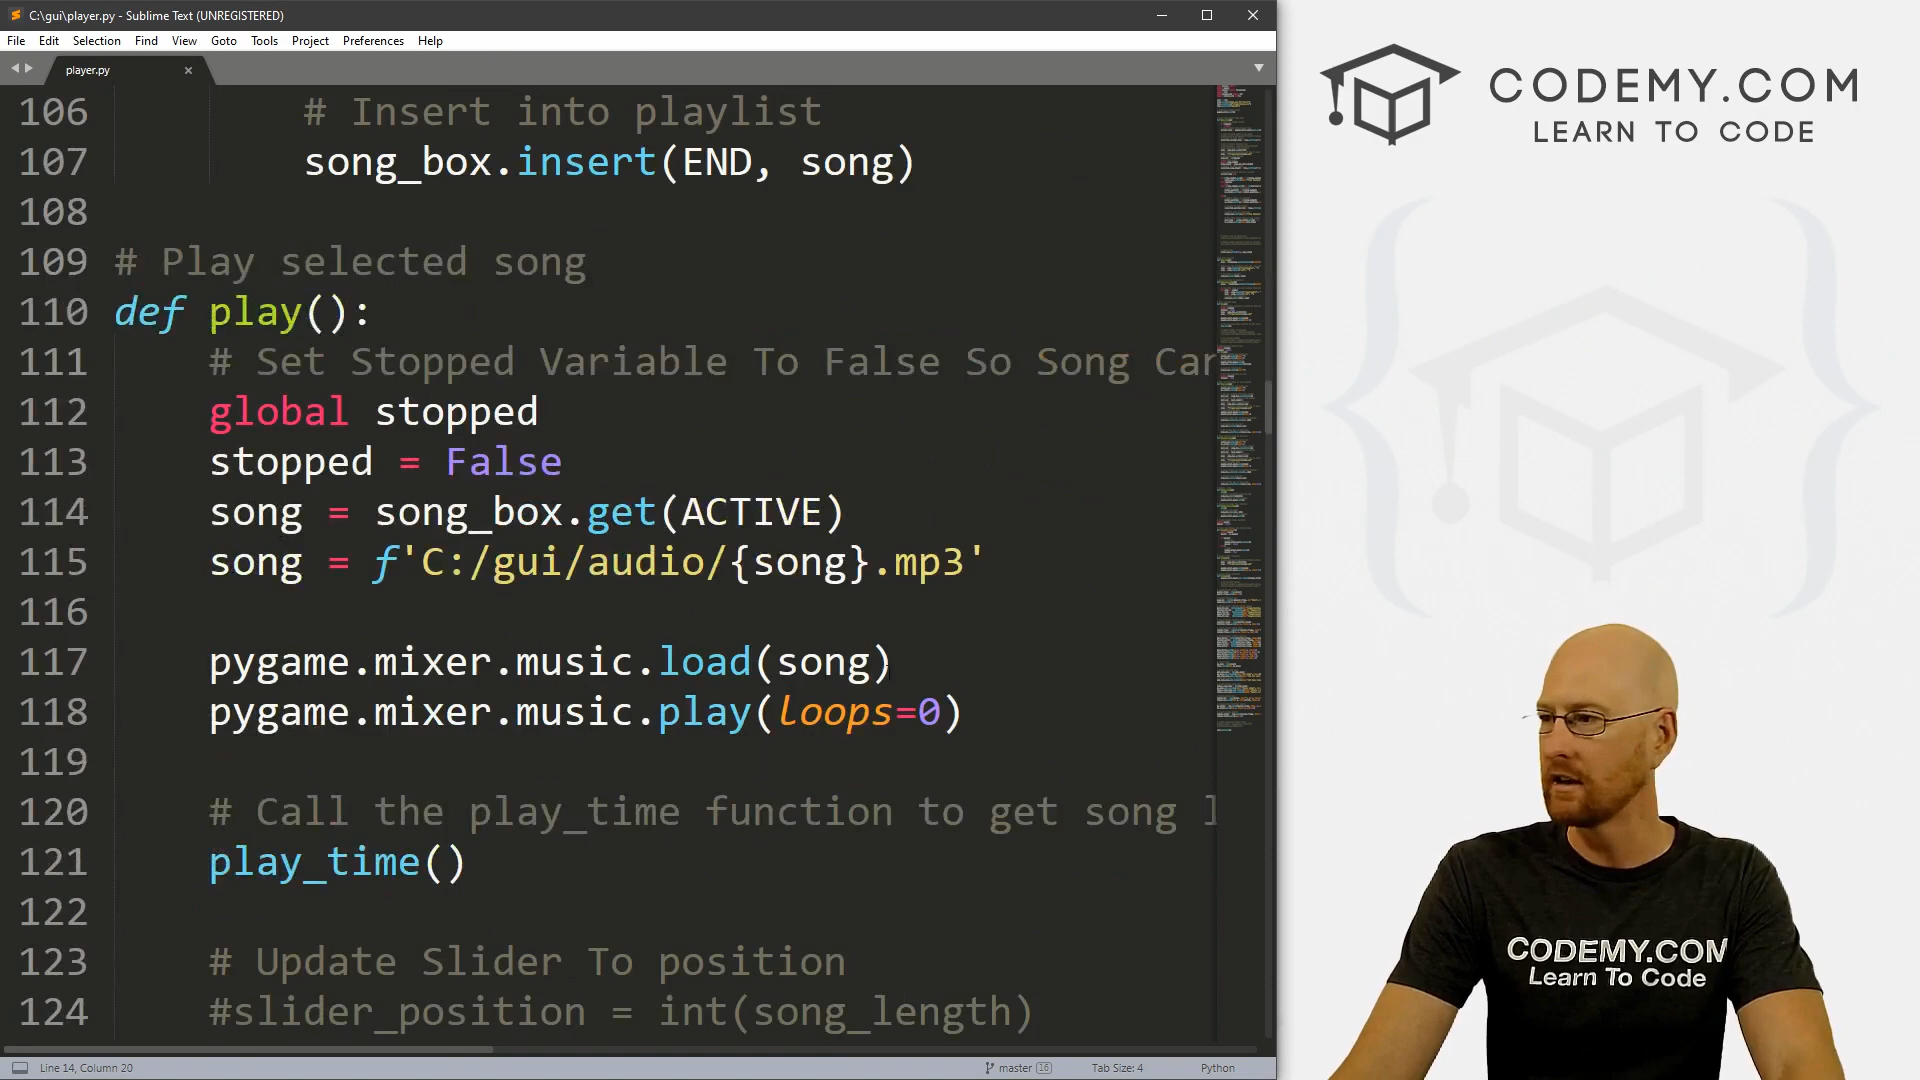 C:\gui\player.py - Sublime Text (UNREGISTERED)
File Edit Selection Find View Goto Tools Project Preferences Help
player.py
106 # Insert into playlist
107 song_box.insert(END, song)
108
109 # Play selected song
110 def play():
111 # Set Stopped Variable To False So Song Can
112 global stopped
113 stopped = False
114 song = song_box.get(ACTIVE)
115 song = f'C:/gui/audio/{song}.mp3'
116
117 pygame.mixer.music.load(song)
118 pygame.mixer.music.play(loops=0)
119
120 # Call the play_time function to get song l
121 play_time()
122
123 # Update Slider To position
124 #slider_position = int(song_length)
Line 14, Column 20
master 16
Tab Size: 4
Python
CODEMY.COM
LEARN TO CODE
CODEMY.COM
Learn To Code